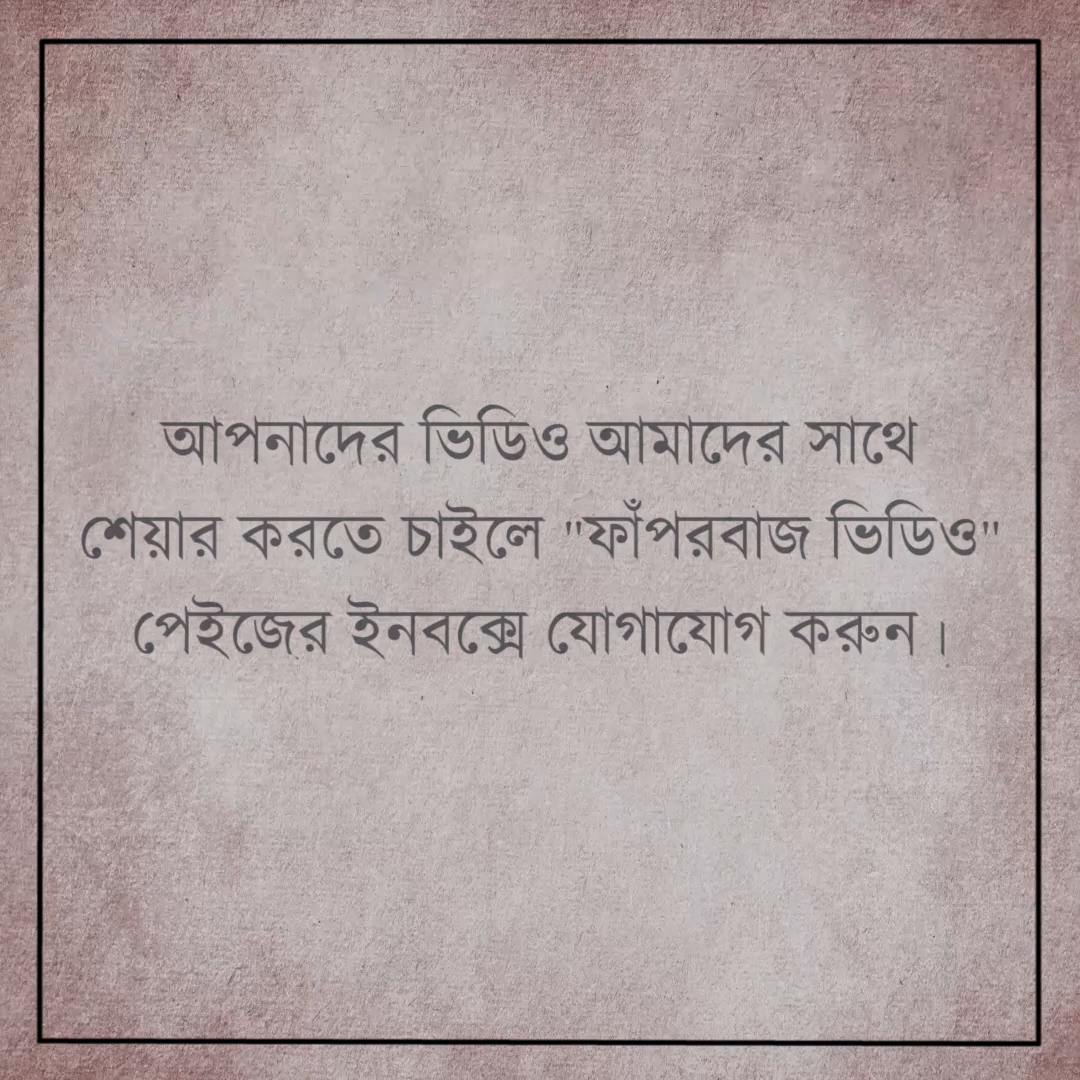 আপনাদের ভিডিও আমাদের সাথে
শেয়ার করতে চাইলে "ফাঁপরবাজ ভিডিও"
পেইজের ইনবক্সে যোগাযোগ করুন।